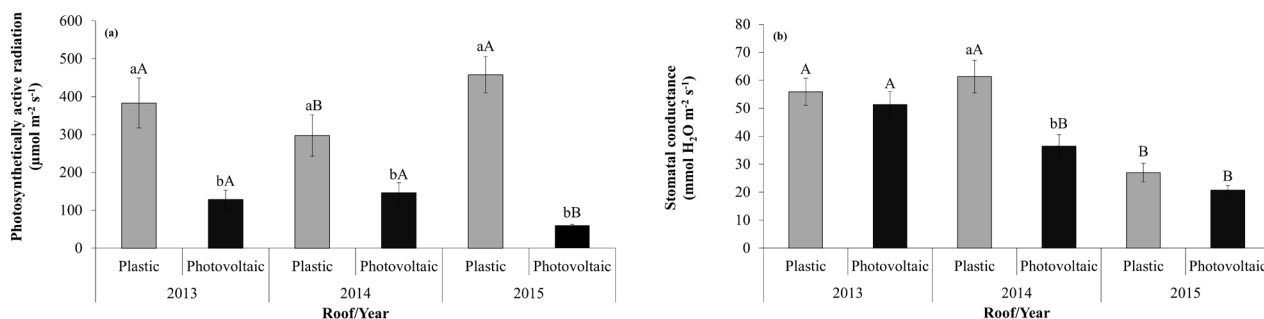 (a)
Photosynthetically active radiation
(µmol m⁻² s⁻¹)
600
500
400
300
200
100
0
aA
bA
aB
bA
aA
bB
Plastic Photovoltaic Plastic Photovoltaic Plastic Photovoltaic
2013 2014 2015
Roof/Year
(b)
Stomatal conductance
(mmol H₂O m⁻² s⁻¹)
80
70
60
50
40
30
20
10
0
A
A
aA
bB
B
B
Plastic Photovoltaic Plastic Photovoltaic Plastic Photovoltaic
2013 2014 2015
Roof/Year